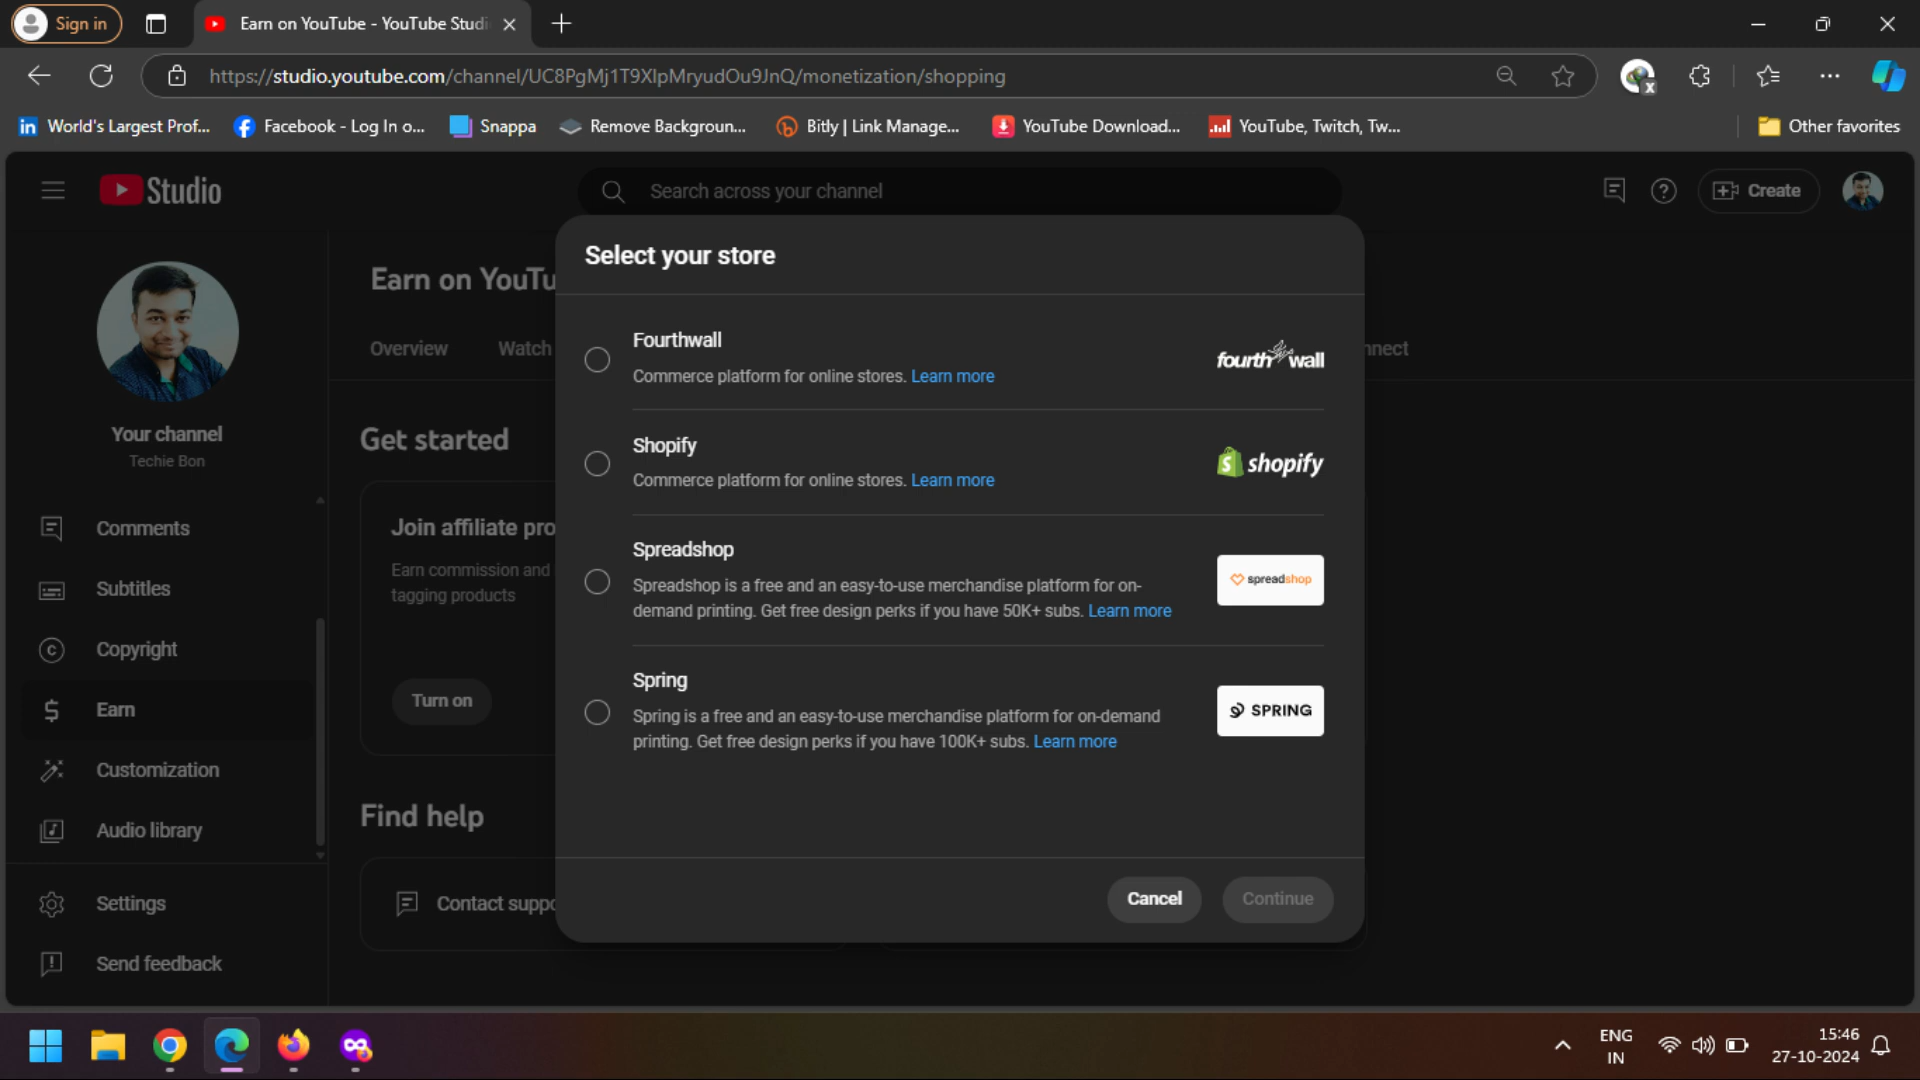 Sign in
Earn on YouTube - YouTube Studi
https://studio.youtube.com/channel/UC8PgMj1T9XIpMryudOu9JnQ/monetization/shopping
World's Largest Prof...
Facebook - Log In o...
Snappa
Remove Backgroun...
Bitly | Link Manage...
YouTube Download...
YouTube, Twitch, Tw...
Other favorites
Studio
Search across your channel
Create
Your channel
Techie Bon
Comments
Subtitles
Copyright
Earn
Customization
Audio library
Settings
Send feedback
Earn on YouTu
Overview
Watch
nnect
Get started
Join affiliate pro
Earn commission and
tagging products
Turn on
Find help
Contact suppo
Select your store
Fourthwall
Commerce platform for online stores. Learn more
fourthwall
Shopify
Commerce platform for online stores. Learn more
shopify
Spreadshop
Spreadshop is a free and an easy-to-use merchandise platform for on-
demand printing. Get free design perks if you have 50K+ subs. Learn more
spreadshop
Spring
Spring is a free and an easy-to-use merchandise platform for on-demand
printing. Get free design perks if you have 100K+ subs. Learn more
SPRING
Cancel
Continue
ENG
IN
15:46
27-10-2024